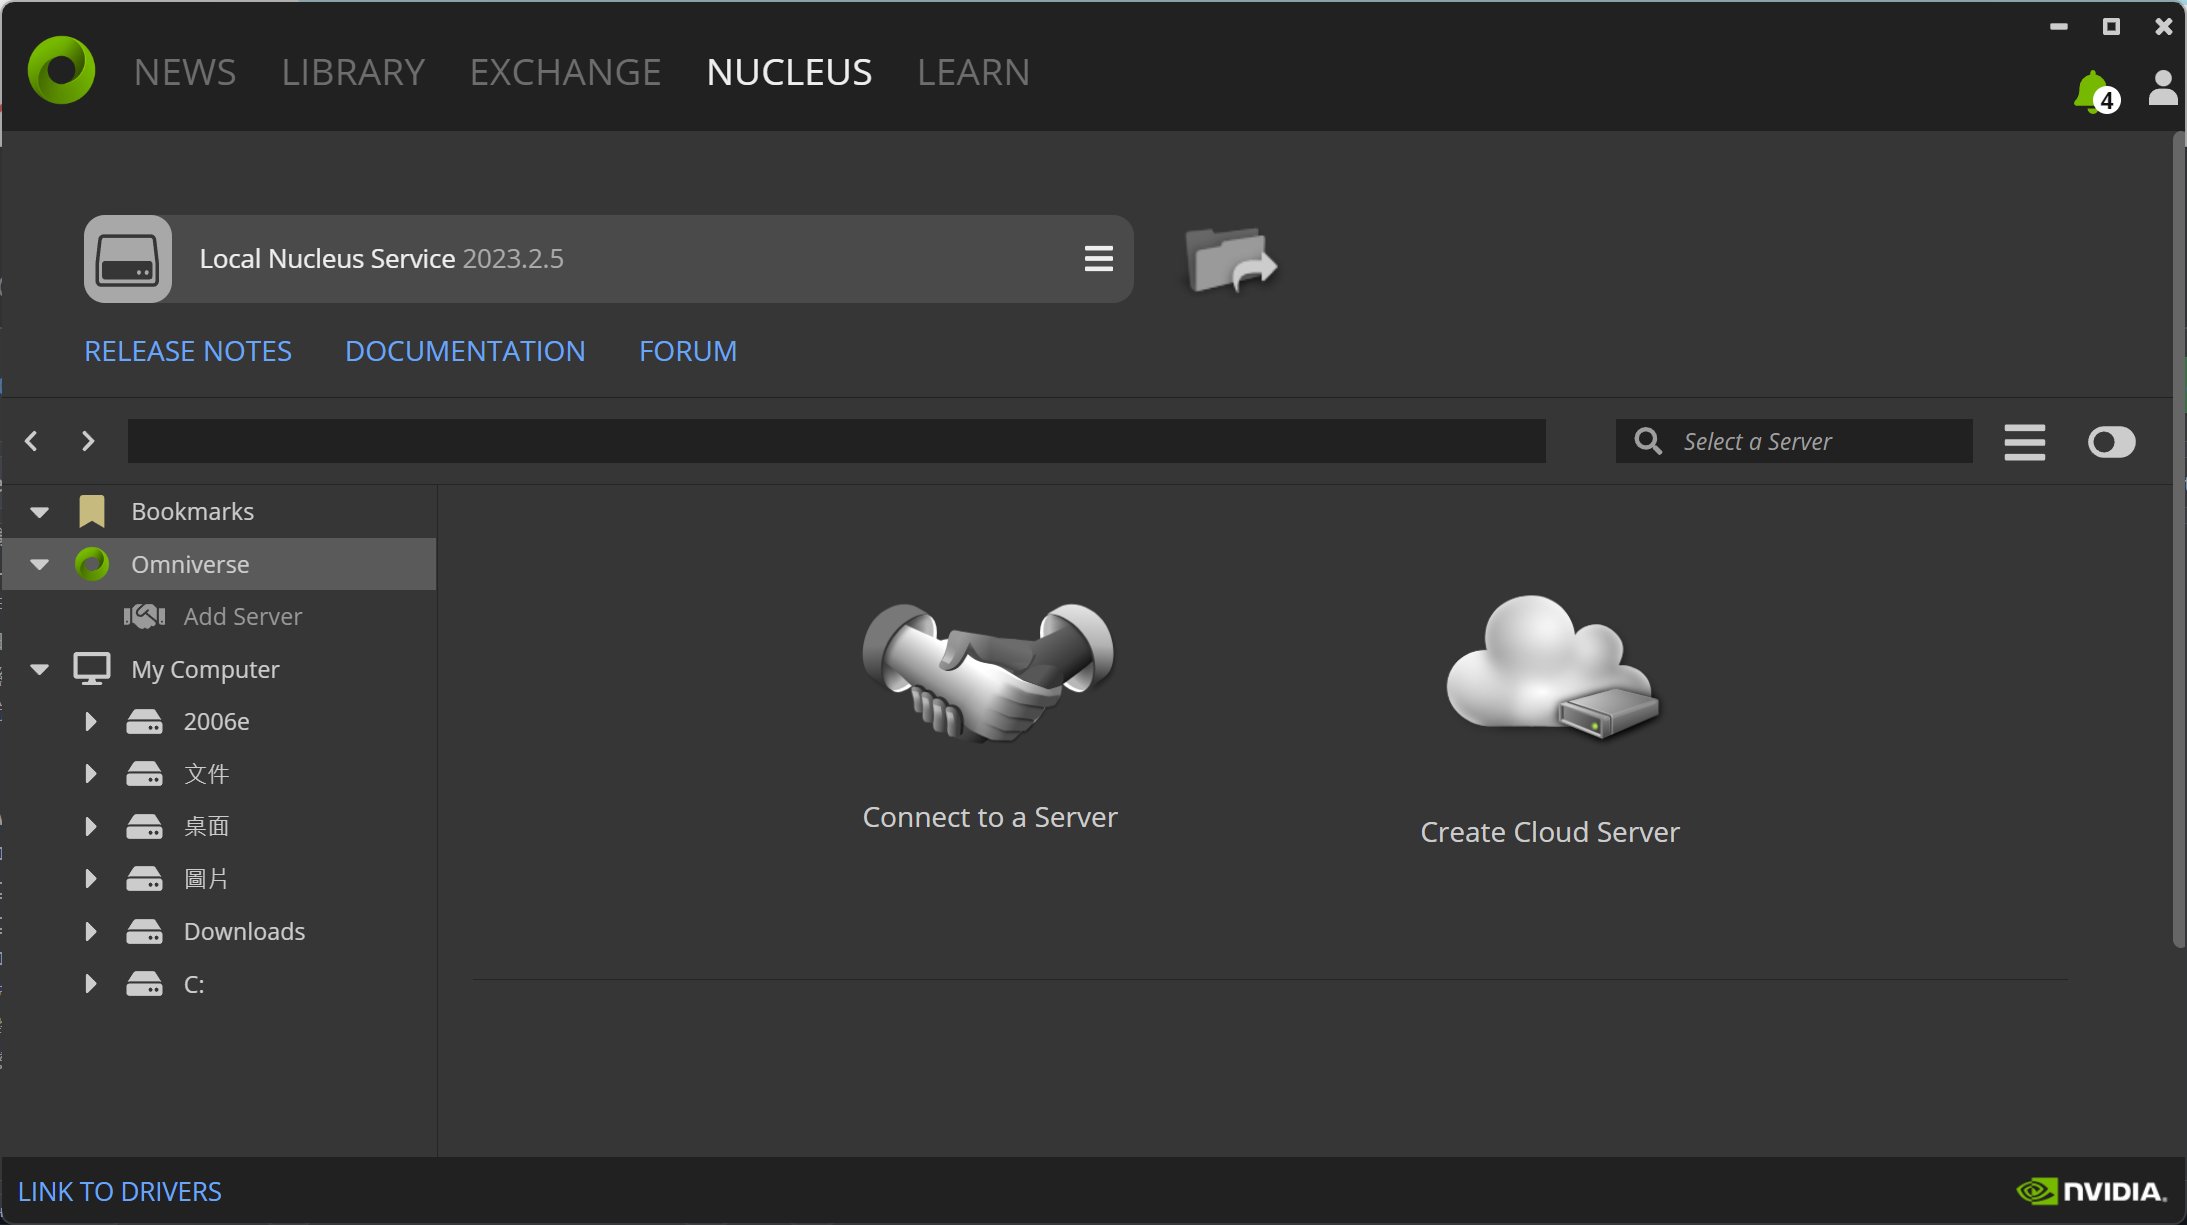 NEWS LIBRARY EXCHANGE NUCLEUS LEARN
4
Local Nucleus Service 2023.2.5
RELEASE NOTES DOCUMENTATION FORUM
Select a Server
Bookmarks
Omniverse
Add Server
My Computer
2006e
文件
桌面
圖片
Downloads
C:
Connect to a Server
Create Cloud Server
LINK TO DRIVERS
NVIDIA.